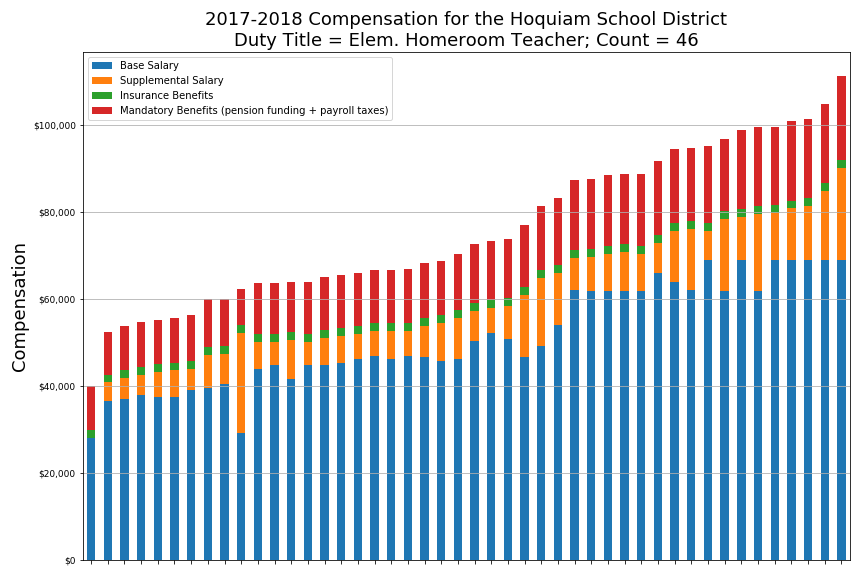 2017-2018 Compensation for the Hoquiam School District
Duty Title = Elem. Homeroom Teacher; Count = 46
Base Salary
Supplemental Salary
Insurance Benefits
Mandatory Benefits (pension funding + payroll taxes)
Compensation
$100,000
$80,000
$60,000
$40,000
$20,000
$0